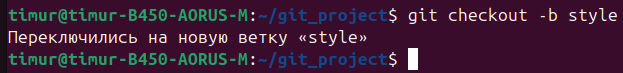 timur@timur-B450-AORUS-M:~/git_project$ git checkout -b style
Переключились на новую ветку «style»
timur@timur-B450-AORUS-M:~/git_project$